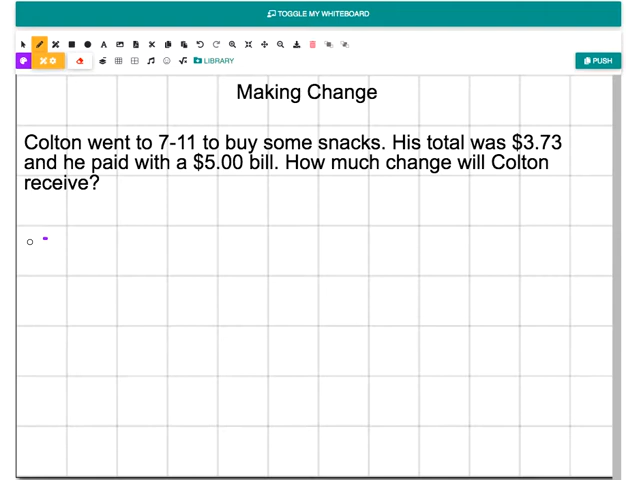 TOGGLE MY WHITEBOARD
LIBRARY
PUSH
Making Change
Colton went to 7-11 to buy some snacks. His total was $3.73
and he paid with a $5.00 bill. How much change will Colton
receive?